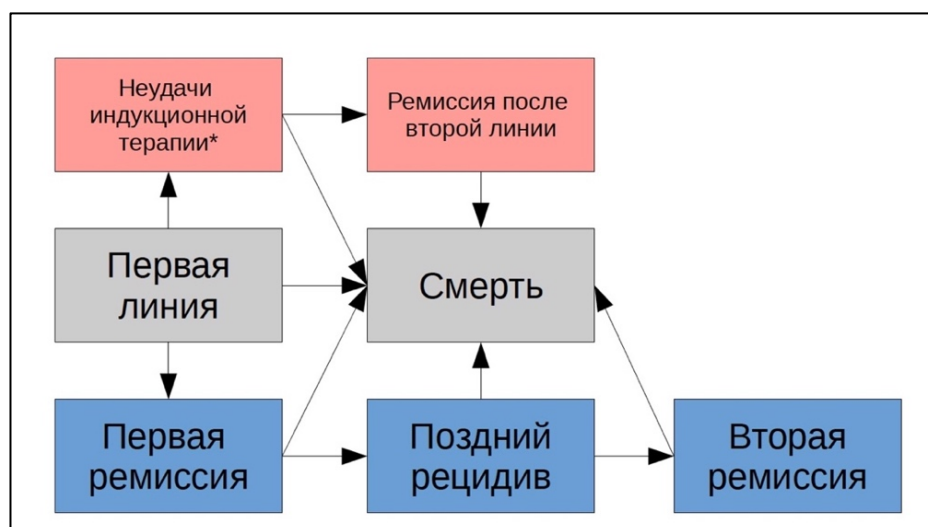 Неудачи
индукционной
терапии*
Ремиссия после
второй линии
Первая
линия
Смерть
Первая
ремиссия
Поздний
рецидив
Вторая
ремиссия